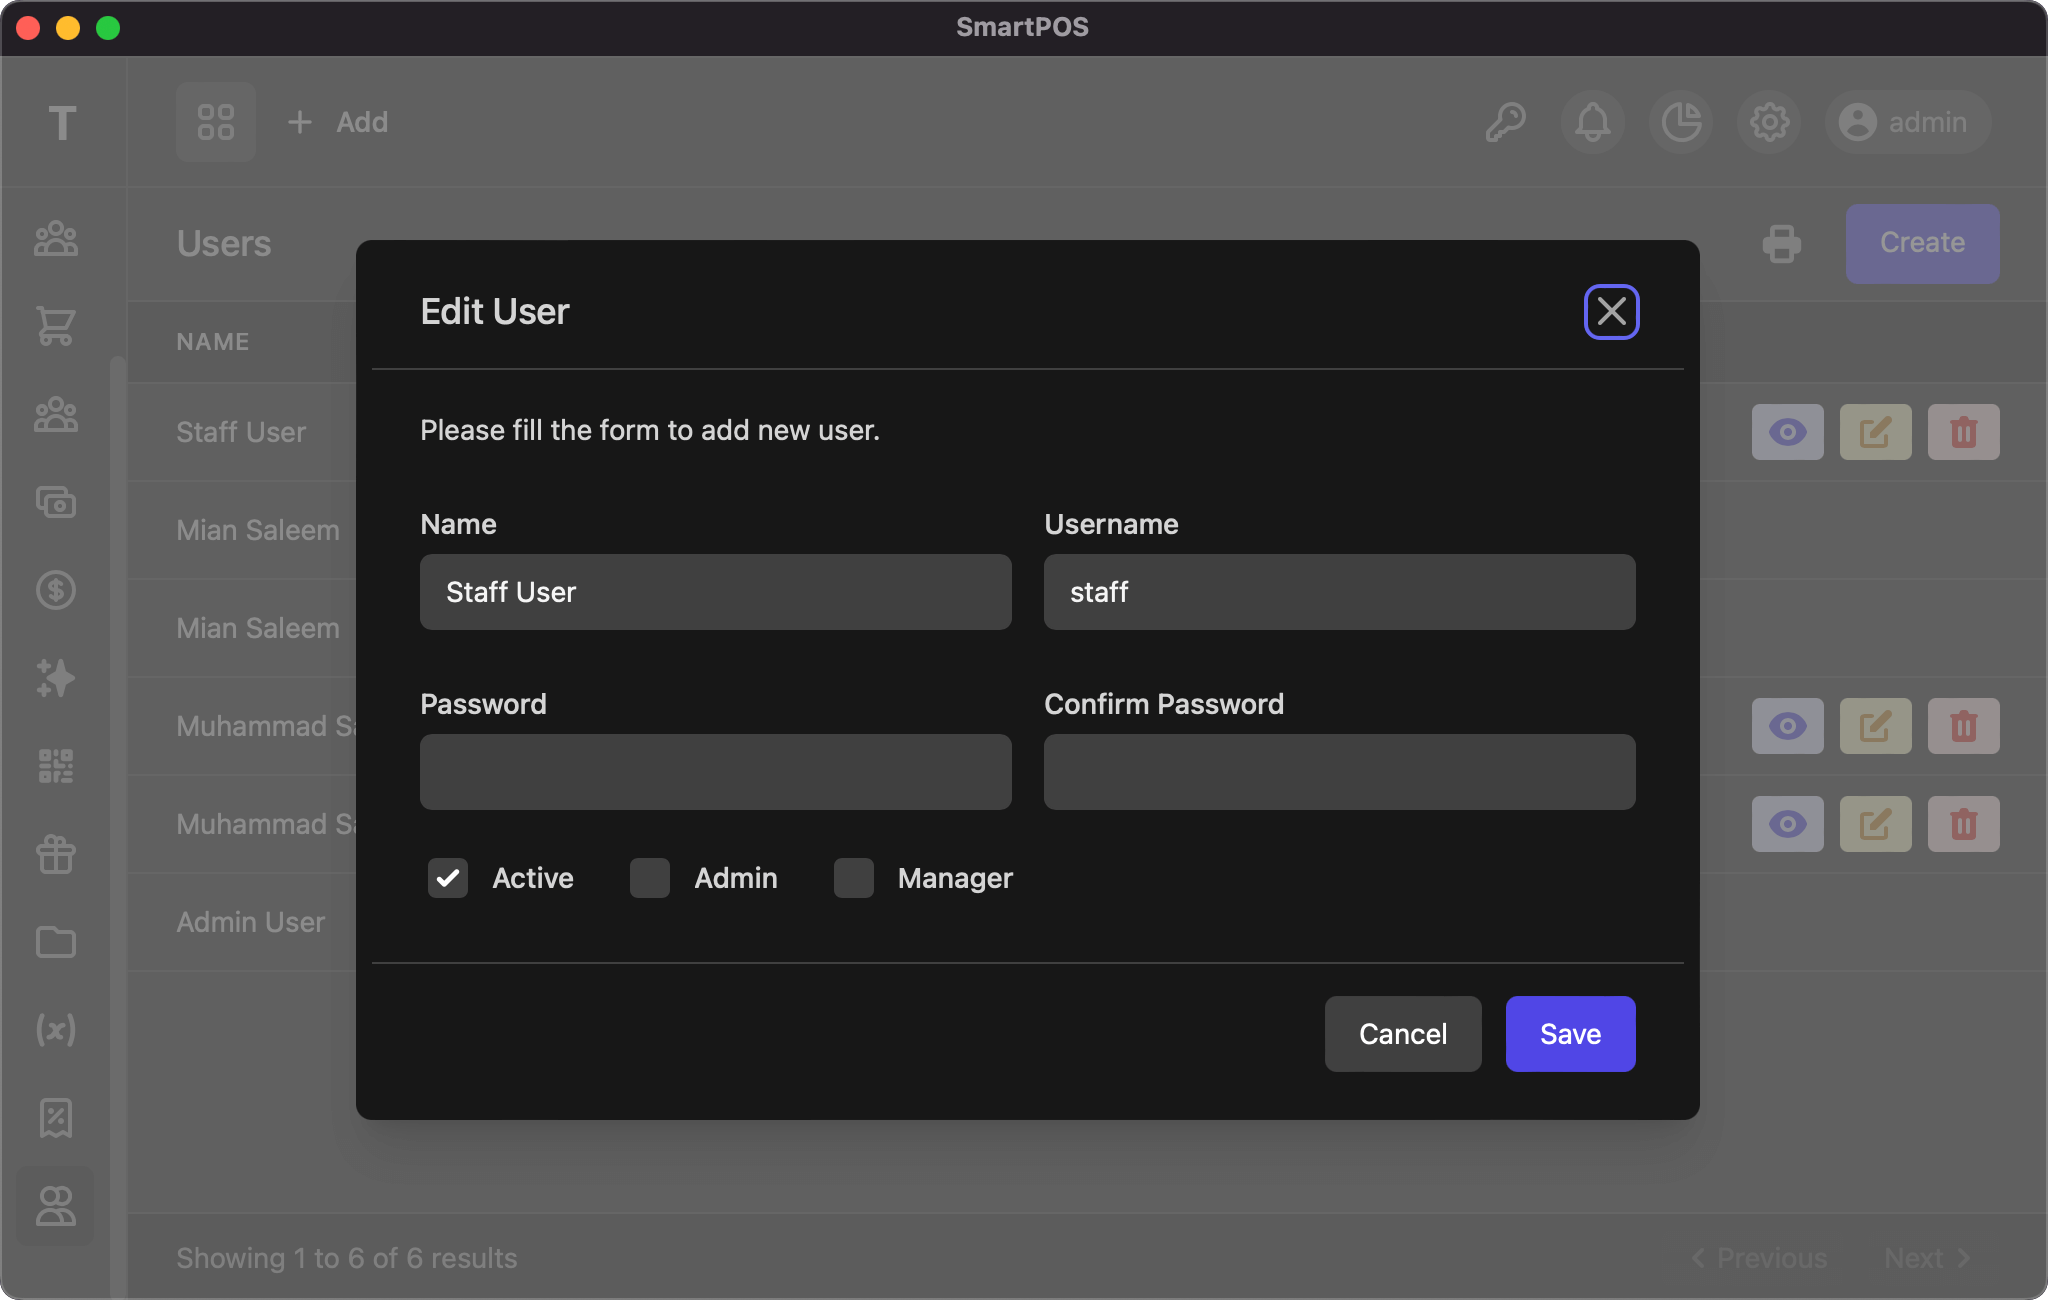 SmartPOS
T
Add
admin
Users
Create
NAME
Staff User
Mian Saleem
Mian Saleem
Muhammad
Muhammad
Admin User
Edit User
Please fill the form to add new user.
Name
Username
Staff User
staff
Password
Confirm Password
Active
Admin
Manager
Cancel
Save
Showing 1 to 6 of 6 results
Previous
Next